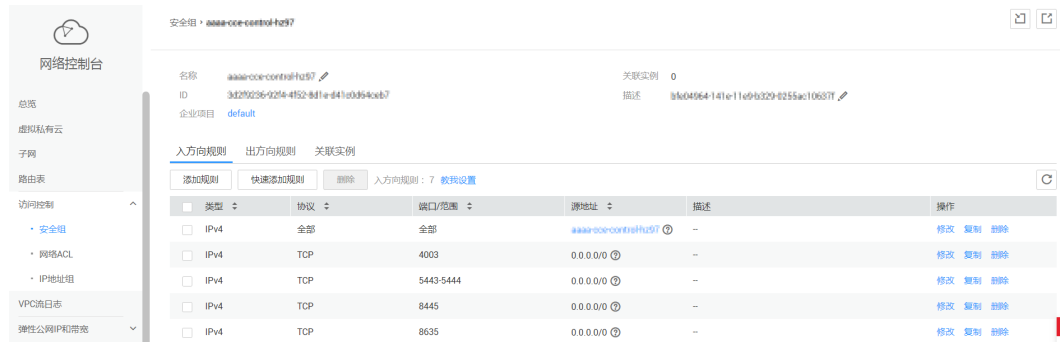 网络控制台
总览
虚拟私有云
子网
路由表
访问控制
安全组
网络ACL
IP地址组
VPC流日志
弹性公网IP和带宽
安全组 › aaaa-cce-control-hz97
名称 aaaa-cce-control-hz97 关联实例 0
ID 描述
企业项目 default
入方向规则 出方向规则 关联实例
添加规则 快速添加规则 删除 入方向规则：7 教我设置
类型 协议 端口/范围 源地址 描述 操作
IPv4 全部 全部 aaaa-cce-control-hz97 -- 修改 复制 删除
IPv4 TCP 4003 0.0.0.0/0 -- 修改 复制 删除
IPv4 TCP 5443-5444 0.0.0.0/0 -- 修改 复制 删除
IPv4 TCP 8445 0.0.0.0/0 -- 修改 复制 删除
IPv4 TCP 8635 0.0.0.0/0 -- 修改 复制 删除